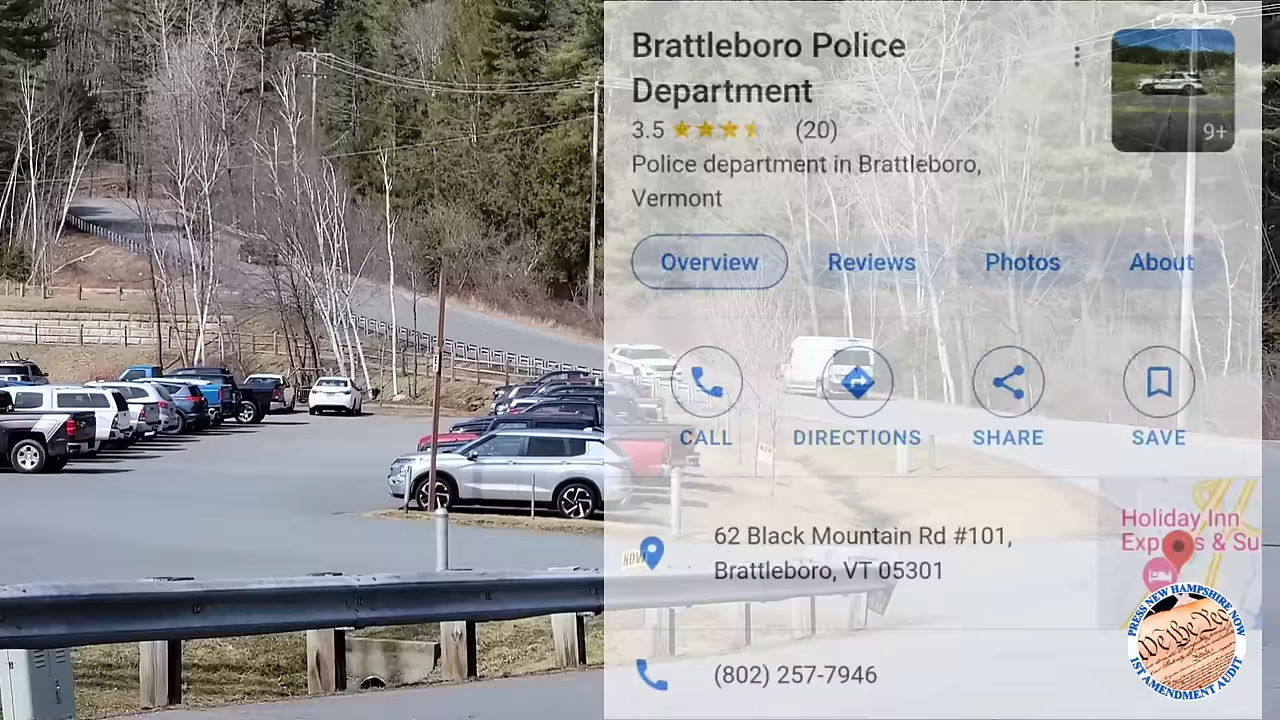 Brattleboro Police
Department
3.5
(20)
9+
Police department in Brattleboro,
Vermont
Overview
Reviews
Photos
About
CALL
DIRECTIONS
SHARE
SAVE
62 Black Mountain Rd #101,
Brattleboro, VT 05301
Holiday Inn
(802) 257-7946
PRESS NEW HAMPSHIRE NOW
We the People
1ST AMENDMENT AUDIT